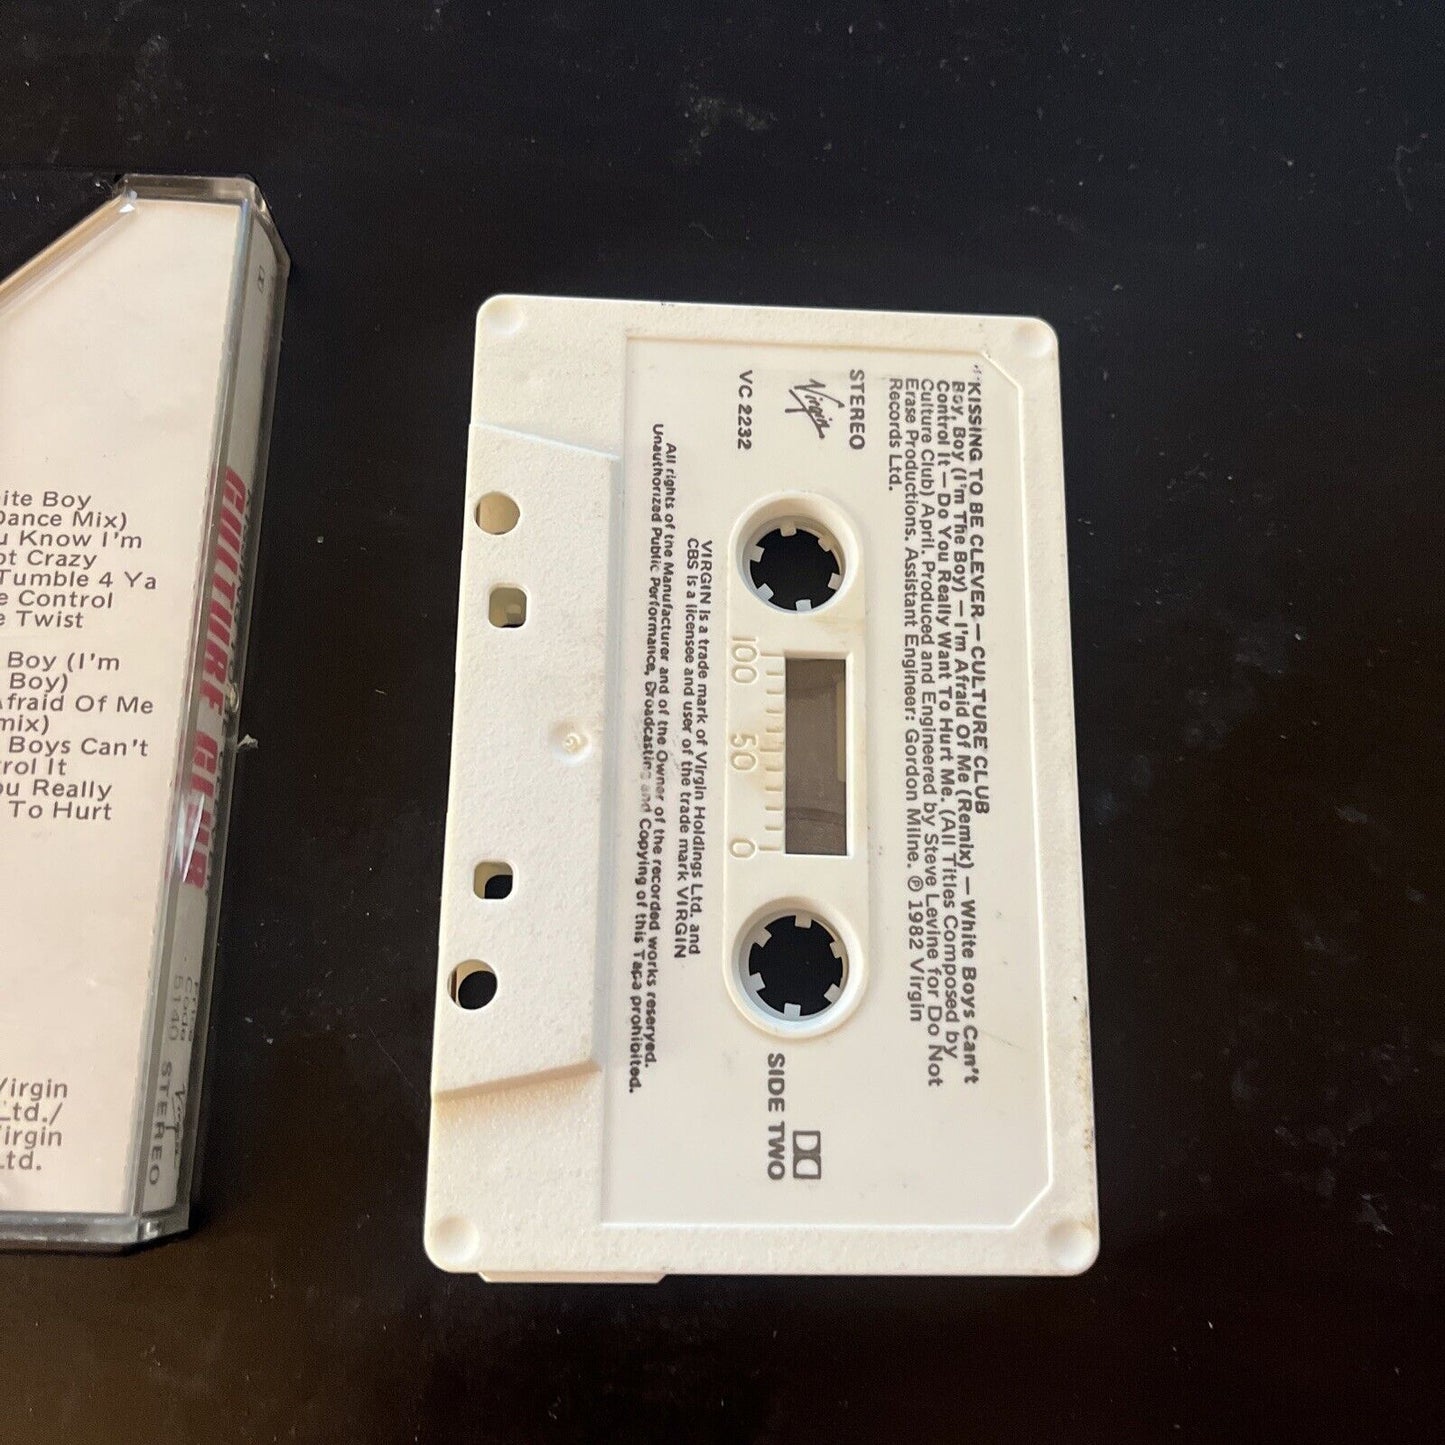 ite Boy
Dance Mix)
u Know I'm
ot Crazy
Tumble 4 Ya
e Control
e Twist
Boy (I'm
Boy)
fraid Of Me
mix)
Boys Can't
rol It
ou Really
To Hurt
Virgin
Ltd./
Virgin
Ltd.
CULTURE CLUB
Code
5140
STEREO
"KISSING TO BE CLEVER — CULTURE CLUB
Boy, Boy (I'm The Boy) — I'm Afraid Of Me (Remix) — White Boys Can't
Control It — Do You Really Want To Hurt Me. (All Titles Composed by
Culture Club) April. Produced and Engineered by Steve Levine for Do Not
Erase Productions. Assistant Engineer: Gordon Milne. ℗ 1982 Virgin
Records Ltd.
STEREO
Virgin
VC 2232
100 50 0
SIDE TWO
VIRGIN is a trade mark of Virgin Holdings Ltd. and
CBS is a licensee and user of the trade mark VIRGIN
All rights of the Manufacturer and of the Owner of the recorded works reserved.
Unauthorized Public Performance, Broadcasting and Copying of this Tape prohibited.